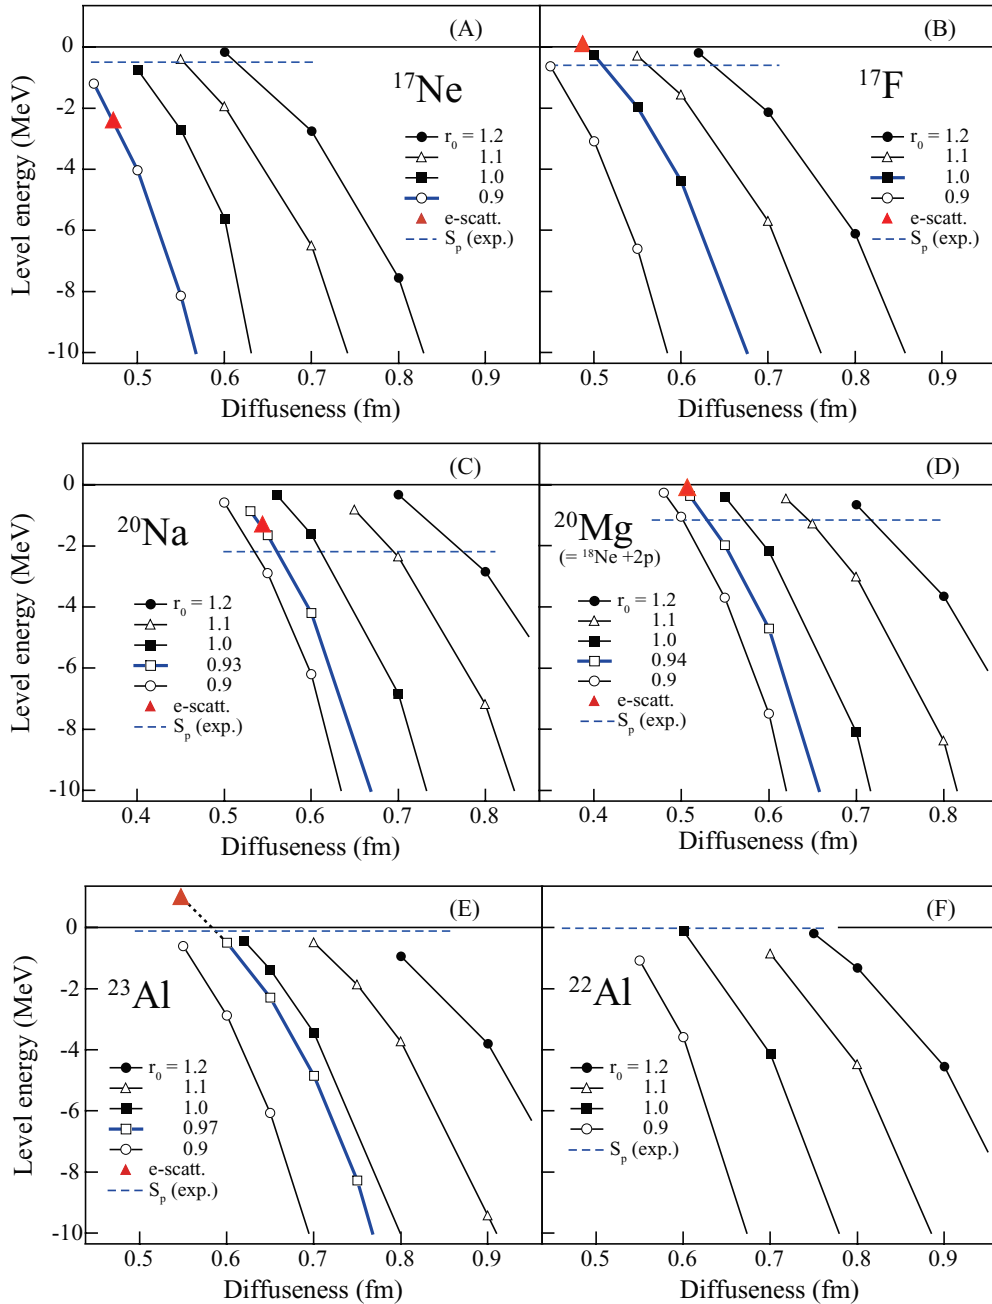 (A)
0
-2
-4
-6
-8
-10
Level energy (MeV)
17Ne
r0 = 1.2
1.1
1.0
0.9
e-scatt.
Sp (exp.)
0.5
0.6
0.7
0.8
0.9
Diffuseness (fm)
(B)
17F
r0 = 1.2
1.1
1.0
0.9
e-scatt.
Sp (exp.)
0.5
0.6
0.7
0.8
0.9
Diffuseness (fm)
(C)
0
-2
-4
-6
-8
-10
Level energy (MeV)
20Na
r0 = 1.2
1.1
1.0
0.93
0.9
e-scatt.
Sp (exp.)
0.4
0.5
0.6
0.7
0.8
Diffuseness (fm)
(D)
20Mg
(= 18Ne +2p)
r0 = 1.2
1.1
1.0
0.94
0.9
e-scatt.
Sp (exp.)
0.4
0.5
0.6
0.7
0.8
Diffuseness (fm)
(E)
0
-2
-4
-6
-8
-10
Level energy (MeV)
23Al
r0 = 1.2
1.1
1.0
0.97
0.9
e-scatt.
Sp (exp.)
0.5
0.6
0.7
0.8
0.9
Diffuseness (fm)
(F)
22Al
r0 = 1.2
1.1
1.0
0.9
Sp (exp.)
0.5
0.6
0.7
0.8
0.9
Diffuseness (fm)